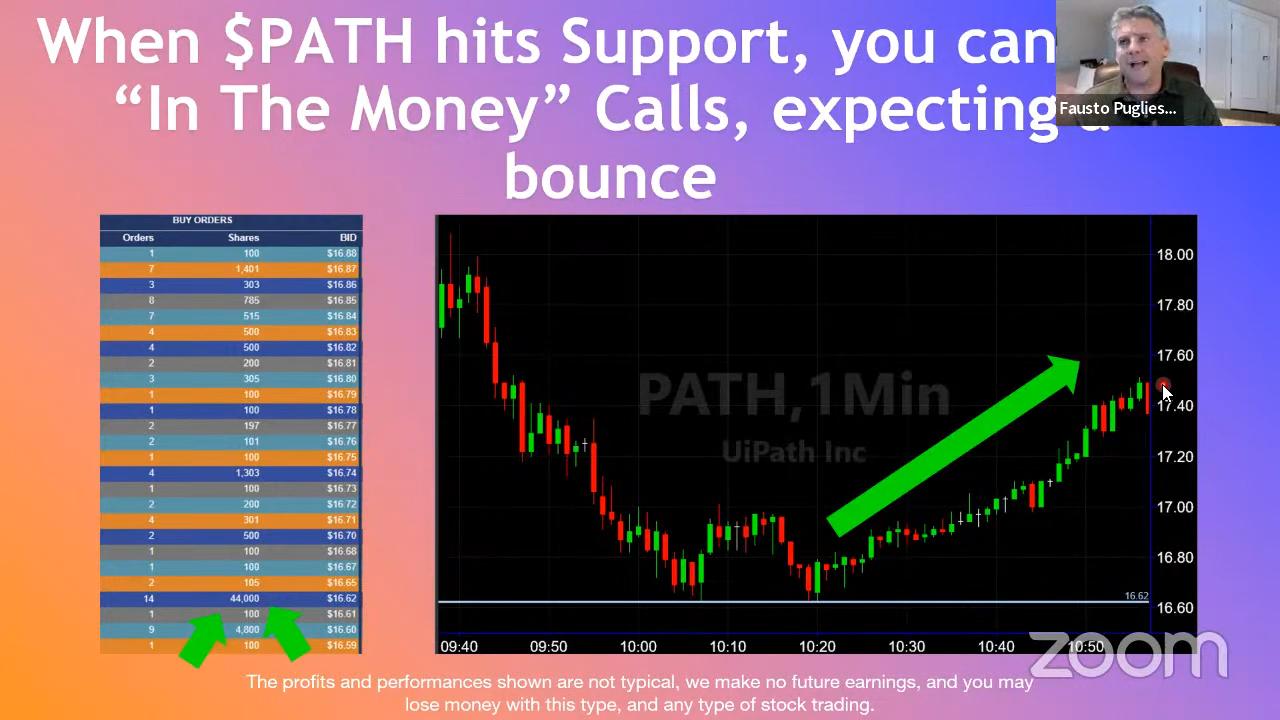 When $PATH hits Support, you can
“In The Money” Calls, expecting a
bounce
Fausto Puglies...
BUY ORDERS
Orders Shares BID
1 100 $16.88
7 1,401 $16.87
3 303 $16.86
8 785 $16.85
7 515 $16.84
4 500 $16.83
4 500 $16.82
2 200 $16.81
3 305 $16.80
1 100 $16.79
1 100 $16.78
2 197 $16.77
2 101 $16.76
1 100 $16.75
4 1,303 $16.74
1 100 $16.73
2 200 $16.72
4 301 $16.71
2 500 $16.70
1 100 $16.68
1 100 $16.67
2 105 $16.65
14 44,000 $16.62
1 100 $16.61
9 4,800 $16.60
1 100 $16.59
PATH,1Min
UiPath Inc
18.00
17.80
17.60
17.40
17.20
17.00
16.80
16.62
16.60
09:40 09:50 10:00 10:10 10:20 10:30 10:40 10:50
zoom
The profits and performances shown are not typical, we make no future earnings, and you may
lose money with this type, and any type of stock trading.